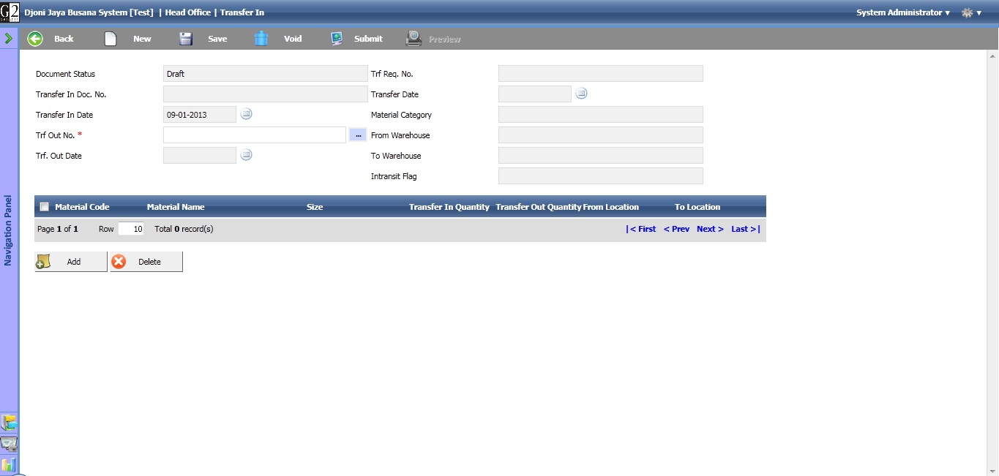 G2 Djoni Jaya Busana System [Test] | Head Office | Transfer In System Administrator ▼ ▼
Back New Save Void Submit Preview
Document Status Draft Trf Req. No.
Transfer In Doc. No. Transfer Date
Transfer In Date 09-01-2013 Material Category
Trf Out No. * ... From Warehouse
Trf. Out Date To Warehouse
Intransit Flag
Navigation Panel
Material Code Material Name Size Transfer In Quantity Transfer Out Quantity From Location To Location
Page 1 of 1 Row 10 Total 0 record(s) |< First < Prev Next > Last >|
Add Delete